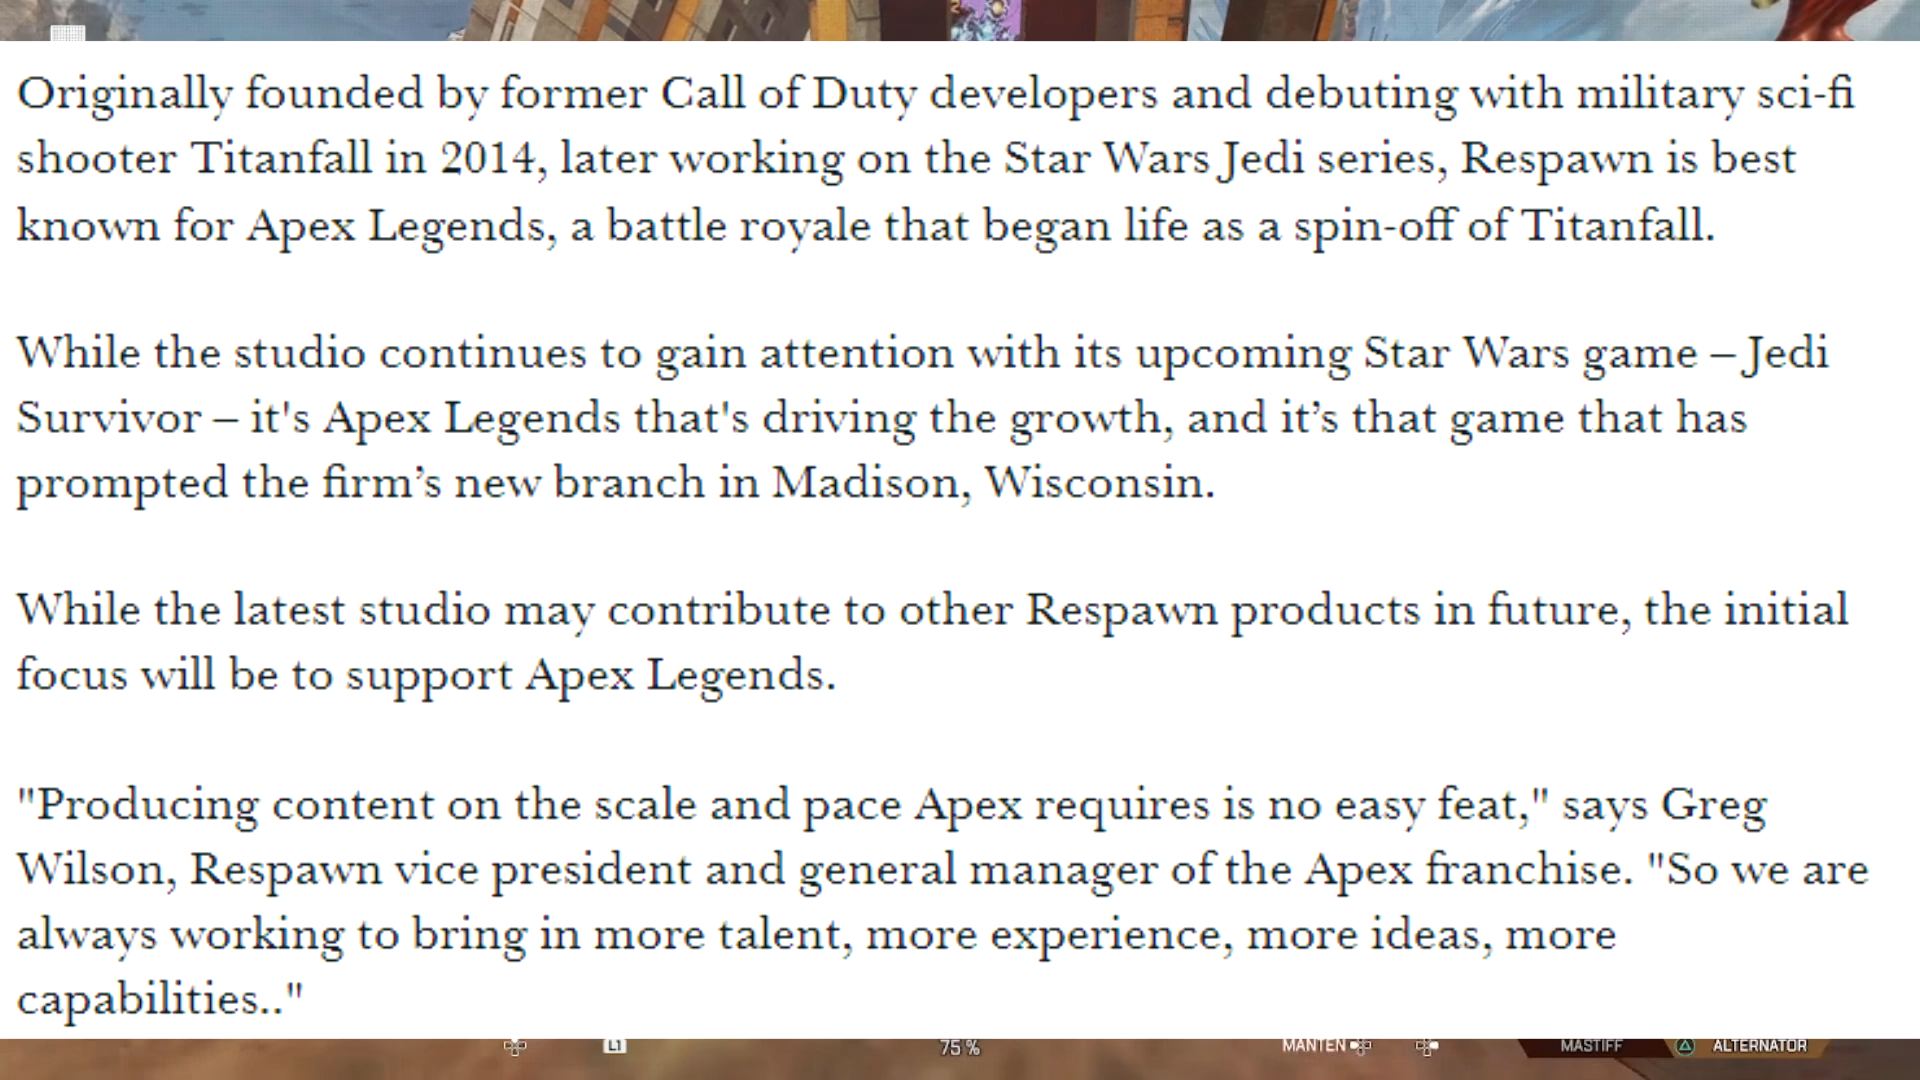 Originally founded by former Call of Duty developers and debuting with military sci-fi
shooter Titanfall in 2014, later working on the Star Wars Jedi series, Respawn is best
known for Apex Legends, a battle royale that began life as a spin-off of Titanfall.
While the studio continues to gain attention with its upcoming Star Wars game – Jedi
Survivor – it's Apex Legends that's driving the growth, and it’s that game that has
prompted the firm’s new branch in Madison, Wisconsin.
While the latest studio may contribute to other Respawn products in future, the initial
focus will be to support Apex Legends.
"Producing content on the scale and pace Apex requires is no easy feat," says Greg
Wilson, Respawn vice president and general manager of the Apex franchise. "So we are
always working to bring in more talent, more experience, more ideas, more
capabilities.."
L1 75 % MANTEN MASTIFF ALTERNATOR